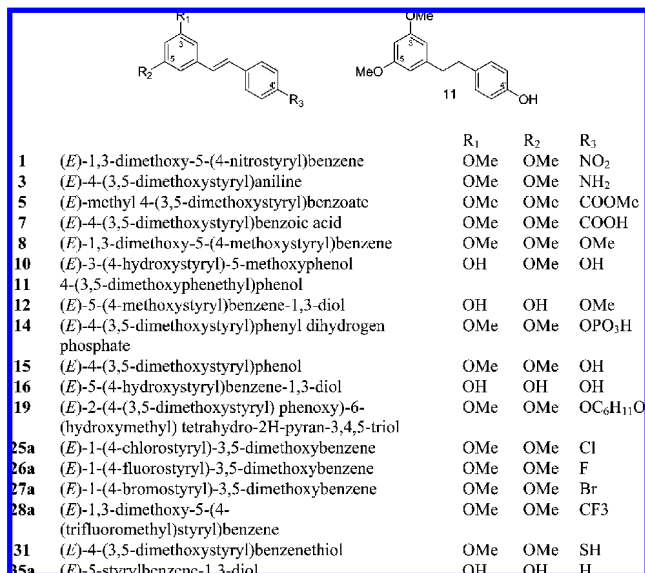 R1 OMe
3 3
R2 5 MeO 5
4' 4'
R3 11 OH
R1 R2 R3
1 (E)-1,3-dimethoxy-5-(4-nitrostyryl)benzene OMe OMe NO2
3 (E)-4-(3,5-dimethoxystyryl)aniline OMe OMe NH2
5 (E)-methyl 4-(3,5-dimethoxystyryl)benzoate OMe OMe COOMe
7 (E)-4-(3,5-dimethoxystyryl)benzoic acid OMe OMe COOH
8 (E)-1,3-dimethoxy-5-(4-methoxystyryl)benzene OMe OMe OMe
10 (E)-3-(4-hydroxystyryl)-5-methoxyphenol OH OMe OH
11 4-(3,5-dimethoxyphenethyl)phenol
12 (E)-5-(4-methoxystyryl)benzene-1,3-diol OH OH OMe
14 (E)-4-(3,5-dimethoxystyryl)phenyl dihydrogen OMe OMe OPO3H
phosphate
15 (E)-4-(3,5-dimethoxystyryl)phenol OMe OMe OH
16 (E)-5-(4-hydroxystyryl)benzene-1,3-diol OH OH OH
19 (E)-2-(4-(3,5-dimethoxystyryl) phenoxy)-6- OMe OMe OC6H11O
(hydroxymethyl) tetrahydro-2H-pyran-3,4,5-triol
25a (E)-1-(4-chlorostyryl)-3,5-dimethoxybenzene OMe OMe Cl
26a (E)-1-(4-fluorostyryl)-3,5-dimethoxybenzene OMe OMe F
27a (E)-1-(4-bromostyryl)-3,5-dimethoxybenzene OMe OMe Br
28a (E)-1,3-dimethoxy-5-(4- OMe OMe CF3
(trifluoromethyl)styryl)benzene
31 (E)-4-(3,5-dimethoxystyryl)benzenethiol OMe OMe SH
35a (E)-5-styrylbenzene-1,3-diol OH OH H